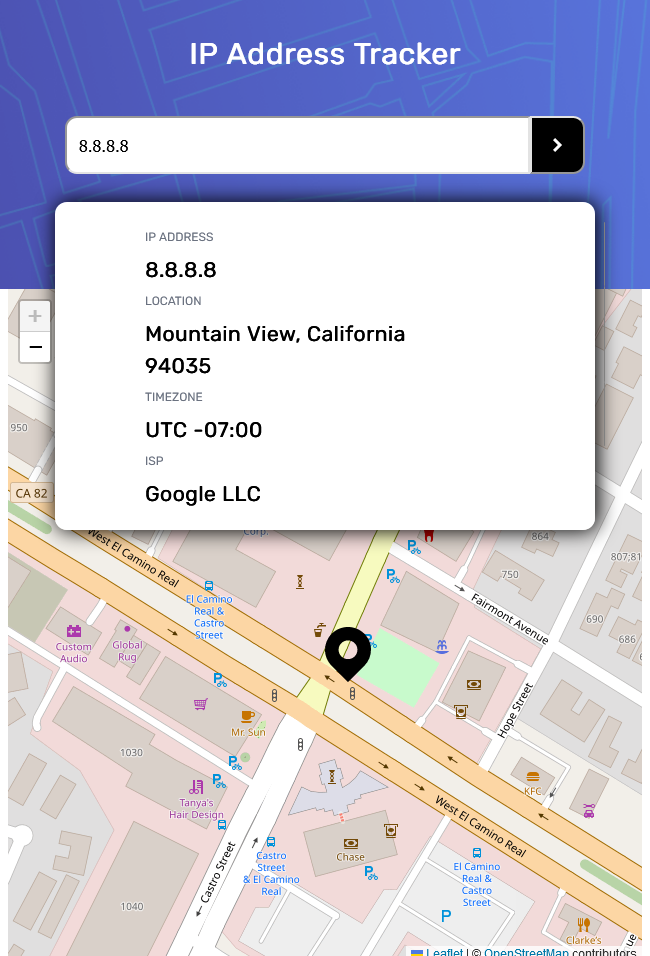 IP Address Tracker
8.8.8.8
IP ADDRESS
8.8.8.8
LOCATION
Mountain View, California
94035
TIMEZONE
UTC -07:00
ISP
Google LLC
+
−
950
CA 82
Corp.
864
807;81
West El Camino Real
750
El Camino
Real &
Castro
Street
Fairmont Avenue
690
686
Custom
Audio
Global
Rug
Hope Street
Mr. Sun
1030
KFC
Tanya's
Hair Design
West El Camino Real
Castro Street
Chase
Castro
Street
& El Camino
Real
El Camino
Real &
Castro
Street
1040
P
Clarke's
ue
Leaflet | © OpenStreetMap contributors